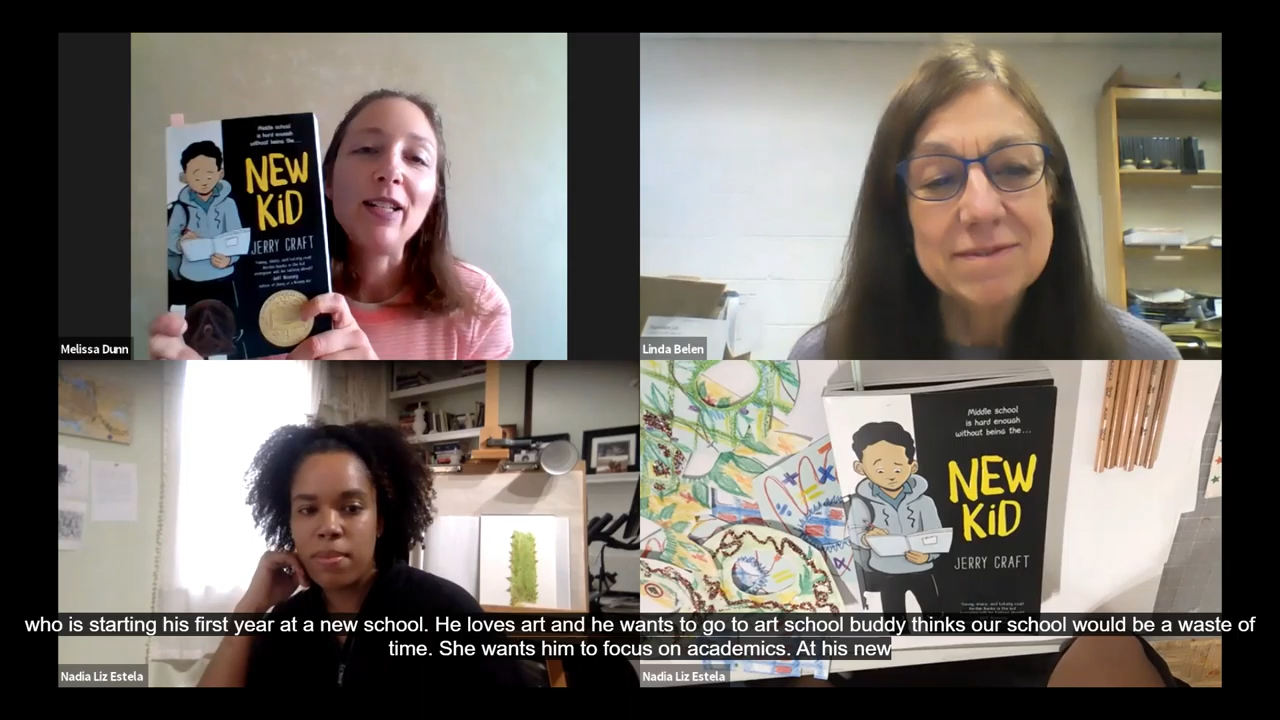 Middle school
is hard enough
without being the...
NEW
KID
JERRY CRAFT
Melissa Dunn
Linda Belen
Middle school
is hard enough
without being the...
NEW
KID
JERRY CRAFT
who is starting his first year at a new school. He loves art and he wants to go to art school buddy thinks our school would be a waste of
time. She wants him to focus on academics. At his new
Nadia Liz Estela
Nadia Liz Estela